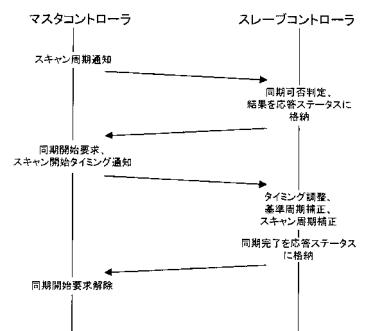 マスタコントローラ
スレーブコントローラ
スキャン周期通知
同期可否判定、
結果を応答ステータスに
格納
同期開始要求、
スキャン開始タイミング通知
タイミング調整、
基準周期補正、
スキャン周期補正
同期完了を応答ステータス
に格納
同期開始要求解除